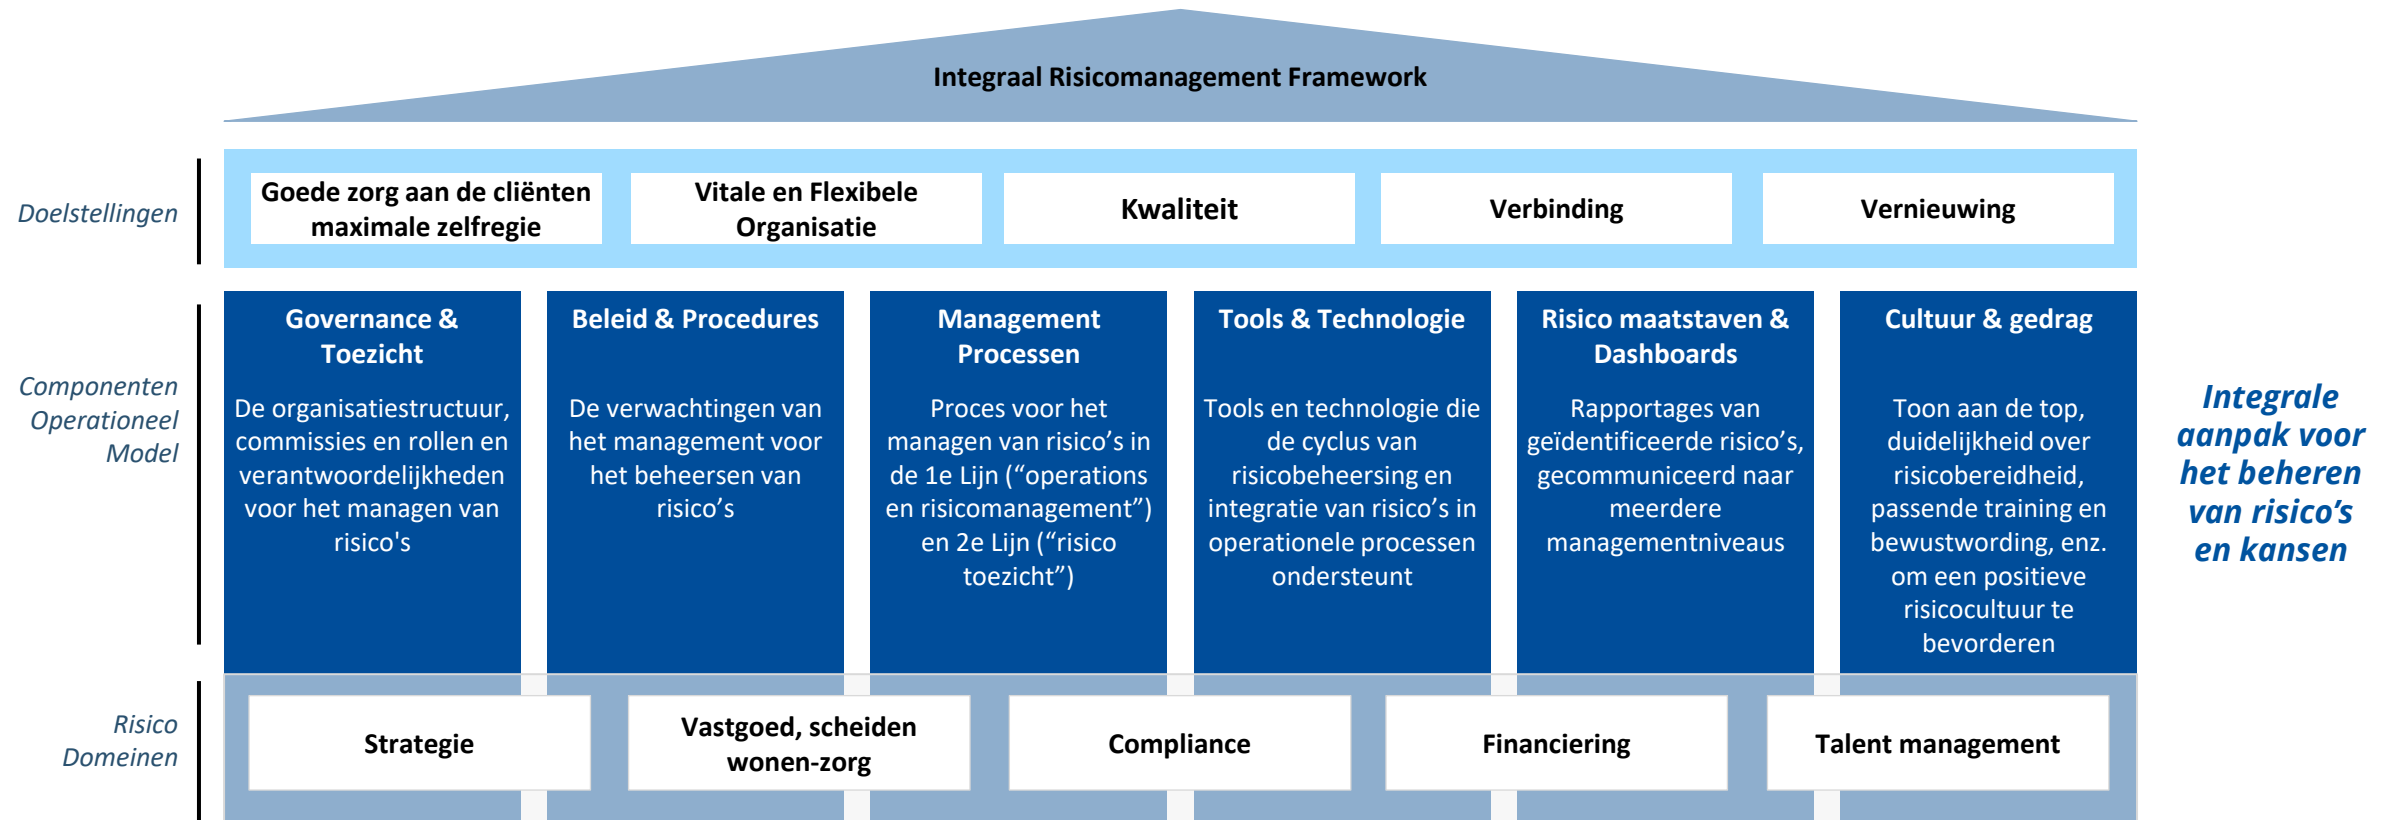 Integraal Risicomanagement Framework
Doelstellingen
Goede zorg aan de cliënten
maximale zelfregie
Vitale en Flexibele
Organisatie
Kwaliteit
Verbinding
Vernieuwing
Componenten
Operationeel
Model
Governance &
Toezicht
De organisatiestructuur,
commissies en rollen en
verantwoordelijkheden
voor het managen van
risico's
Beleid & Procedures
De verwachtingen van
het management voor
het beheersen van
risico’s
Management
Processen
Proces voor het
managen van risico’s in
de 1e Lijn (“operations
en risicomanagement”)
en 2e Lijn (“risico
toezicht”)
Tools & Technologie
Tools en technologie die
de cyclus van
risicobeheersing en
integratie van risico’s in
operationele processen
ondersteunt
Risico maatstaven &
Dashboards
Rapportages van
geïdentificeerde risico’s,
gecommuniceerd naar
meerdere
managementniveaus
Cultuur & gedrag
Toon aan de top,
duidelijkheid over
risicobereidheid,
passende training en
bewustwording, enz.
om een positieve
risicocultuur te
bevorderen
Integrale
aanpak voor
het beheren
van risico’s
en kansen
Risico
Domeinen
Strategie
Vastgoed, scheiden
wonen-zorg
Compliance
Financiering
Talent management